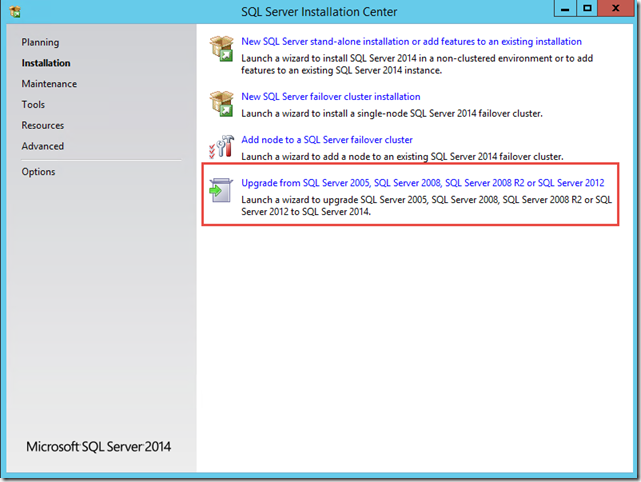 SQL Server Installation Center
Planning
Installation
Maintenance
Tools
Resources
Advanced
Options
New SQL Server stand-alone installation or add features to an existing installation
Launch a wizard to install SQL Server 2014 in a non-clustered environment or to add
features to an existing SQL Server 2014 instance.
New SQL Server failover cluster installation
Launch a wizard to install a single-node SQL Server 2014 failover cluster.
Add node to a SQL Server failover cluster
Launch a wizard to add a node to an existing SQL Server 2014 failover cluster.
Upgrade from SQL Server 2005, SQL Server 2008, SQL Server 2008 R2 or SQL Server 2012
Launch a wizard to upgrade SQL Server 2005, SQL Server 2008, SQL Server 2008 R2 or SQL
Server 2012 to SQL Server 2014.
Microsoft SQL Server 2014